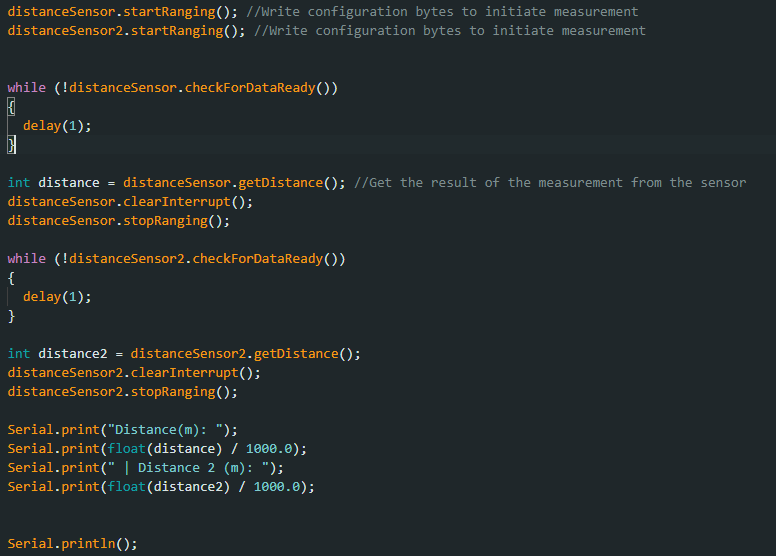 distanceSensor.startRanging(); //Write configuration bytes to initiate measurement
distanceSensor2.startRanging(); //Write configuration bytes to initiate measurement
while (!distanceSensor.checkForDataReady())
{
delay(1);
}
int distance = distanceSensor.getDistance(); //Get the result of the measurement from the sensor
distanceSensor.clearInterrupt();
distanceSensor.stopRanging();
while (!distanceSensor2.checkForDataReady())
{
delay(1);
}
int distance2 = distanceSensor2.getDistance();
distanceSensor2.clearInterrupt();
distanceSensor2.stopRanging();
Serial.print("Distance(m): ");
Serial.print(float(distance) / 1000.0);
Serial.print(" | Distance 2 (m): ");
Serial.print(float(distance2) / 1000.0);
Serial.println();